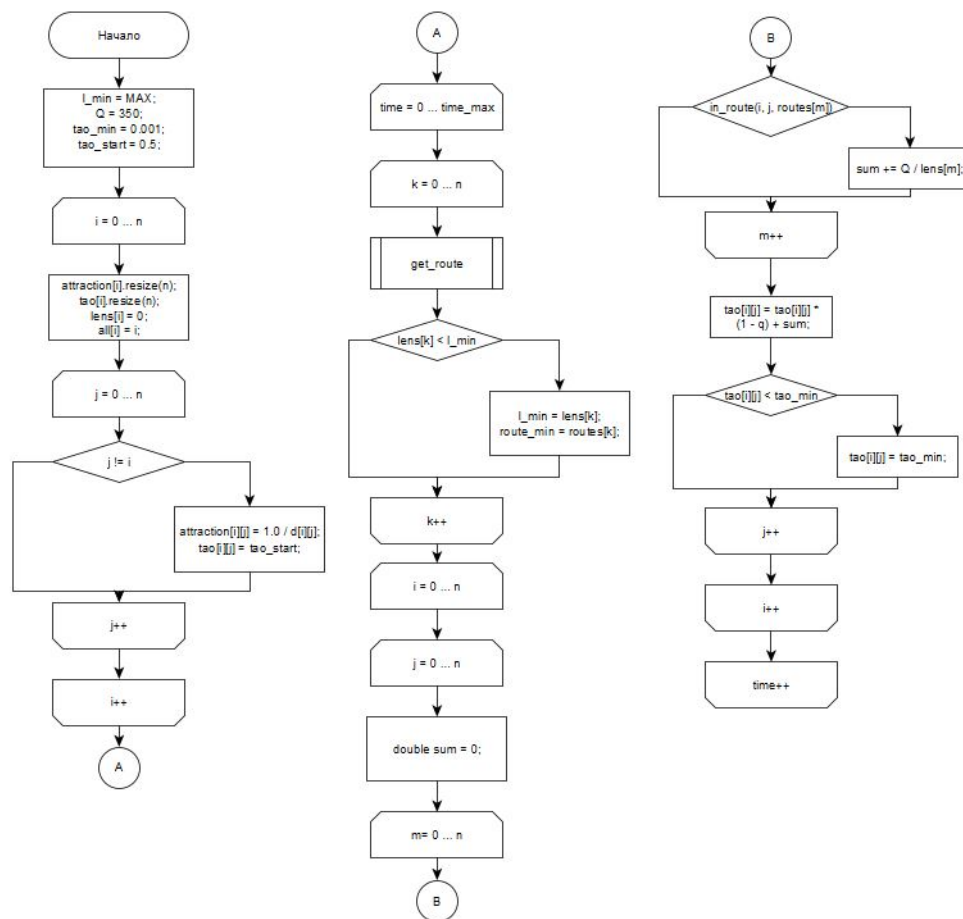 Начало
l_min = MAX;
Q = 350;
tao_min = 0.001;
tao_start = 0.5;
i = 0 ... n
attraction[i].resize(n);
tao[i].resize(n);
lens[i] = 0;
all[i] = i;
j = 0 ... n
j != i
attraction[i][j] = 1.0 / d[i][j];
tao[i][j] = tao_start;
j++
i++
A
A
time = 0 ... time_max
k = 0 ... n
get_route
lens[k] < l_min
l_min = lens[k];
route_min = routes[k];
k++
i = 0 ... n
j = 0 ... n
double sum = 0;
m= 0 ... n
B
B
in_route(i, j, routes[m])
sum += Q / lens[m];
m++
tao[i][j] = tao[i][j] *
(1 - q) + sum;
tao[i][j] < tao_min
tao[i][j] = tao_min;
j++
i++
time++